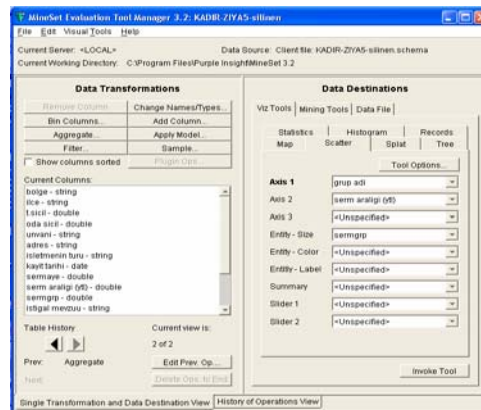 MineSet Evaluation Tool Manager 3.2: KADIR-ZIYA5-silinen
File Edit Visual Tools Help
Current Server: <LOCAL> Data Source: Client file: KADIR-ZIYA5-silinen.schema
Current Working Directory: C:\Program Files\Purple Insight\MineSet 3.2
Data Transformations
Remove Column Change Names/Types...
Bin Columns... Add Column...
Aggregate... Apply Model...
Filter... Sample...
Show columns sorted Plugin Ops...
Current Columns:
bolge - string
ilce - string
t.sicil - double
oda sicil - double
unvani - string
adres - string
isletmenin turu - string
kayit tarihi - date
sermaye - double
serm araligi (ytl) - double
sermgrp - double
istigal mevzuu - string
Table History Current view is:
2 of 2
Prev: Aggregate Edit Prev. Op...
Next: Delete Ops. to End
Data Destinations
Viz Tools Mining Tools Data File
Statistics Histogram Records
Map Scatter Splat Tree
Tool Options...
Axis 1 grup adi
Axis 2 serm araligi (ytl)
Axis 3 <Unspecified>
Entity - Size sermgrp
Entity - Color <Unspecified>
Entity - Label <Unspecified>
Summary <Unspecified>
Slider 1 <Unspecified>
Slider 2 <Unspecified>
Invoke Tool
Single Transformation and Data Destination View History of Operations View